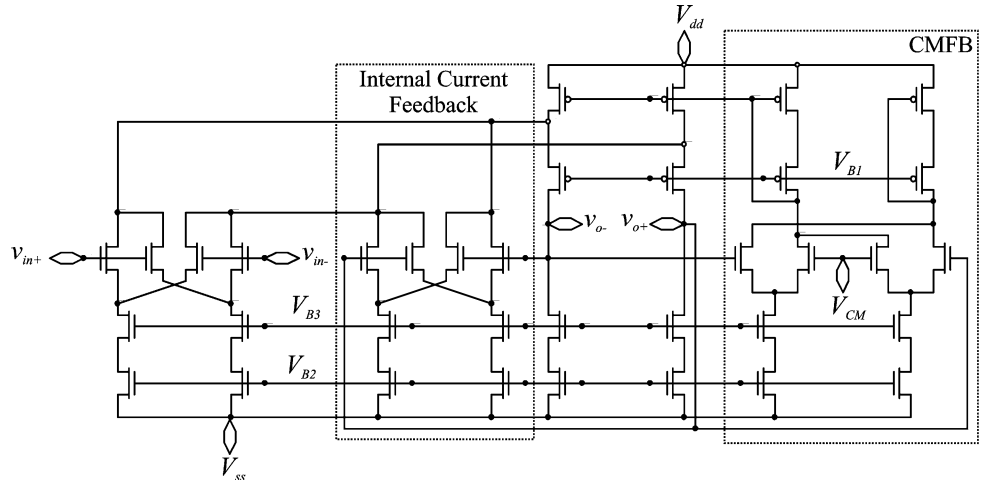 V_dd
CMFB
Internal Current
Feedback
V_B1
v_o-
v_o+
v_in+
v_in-
V_B3
V_CM
V_B2
V_ss